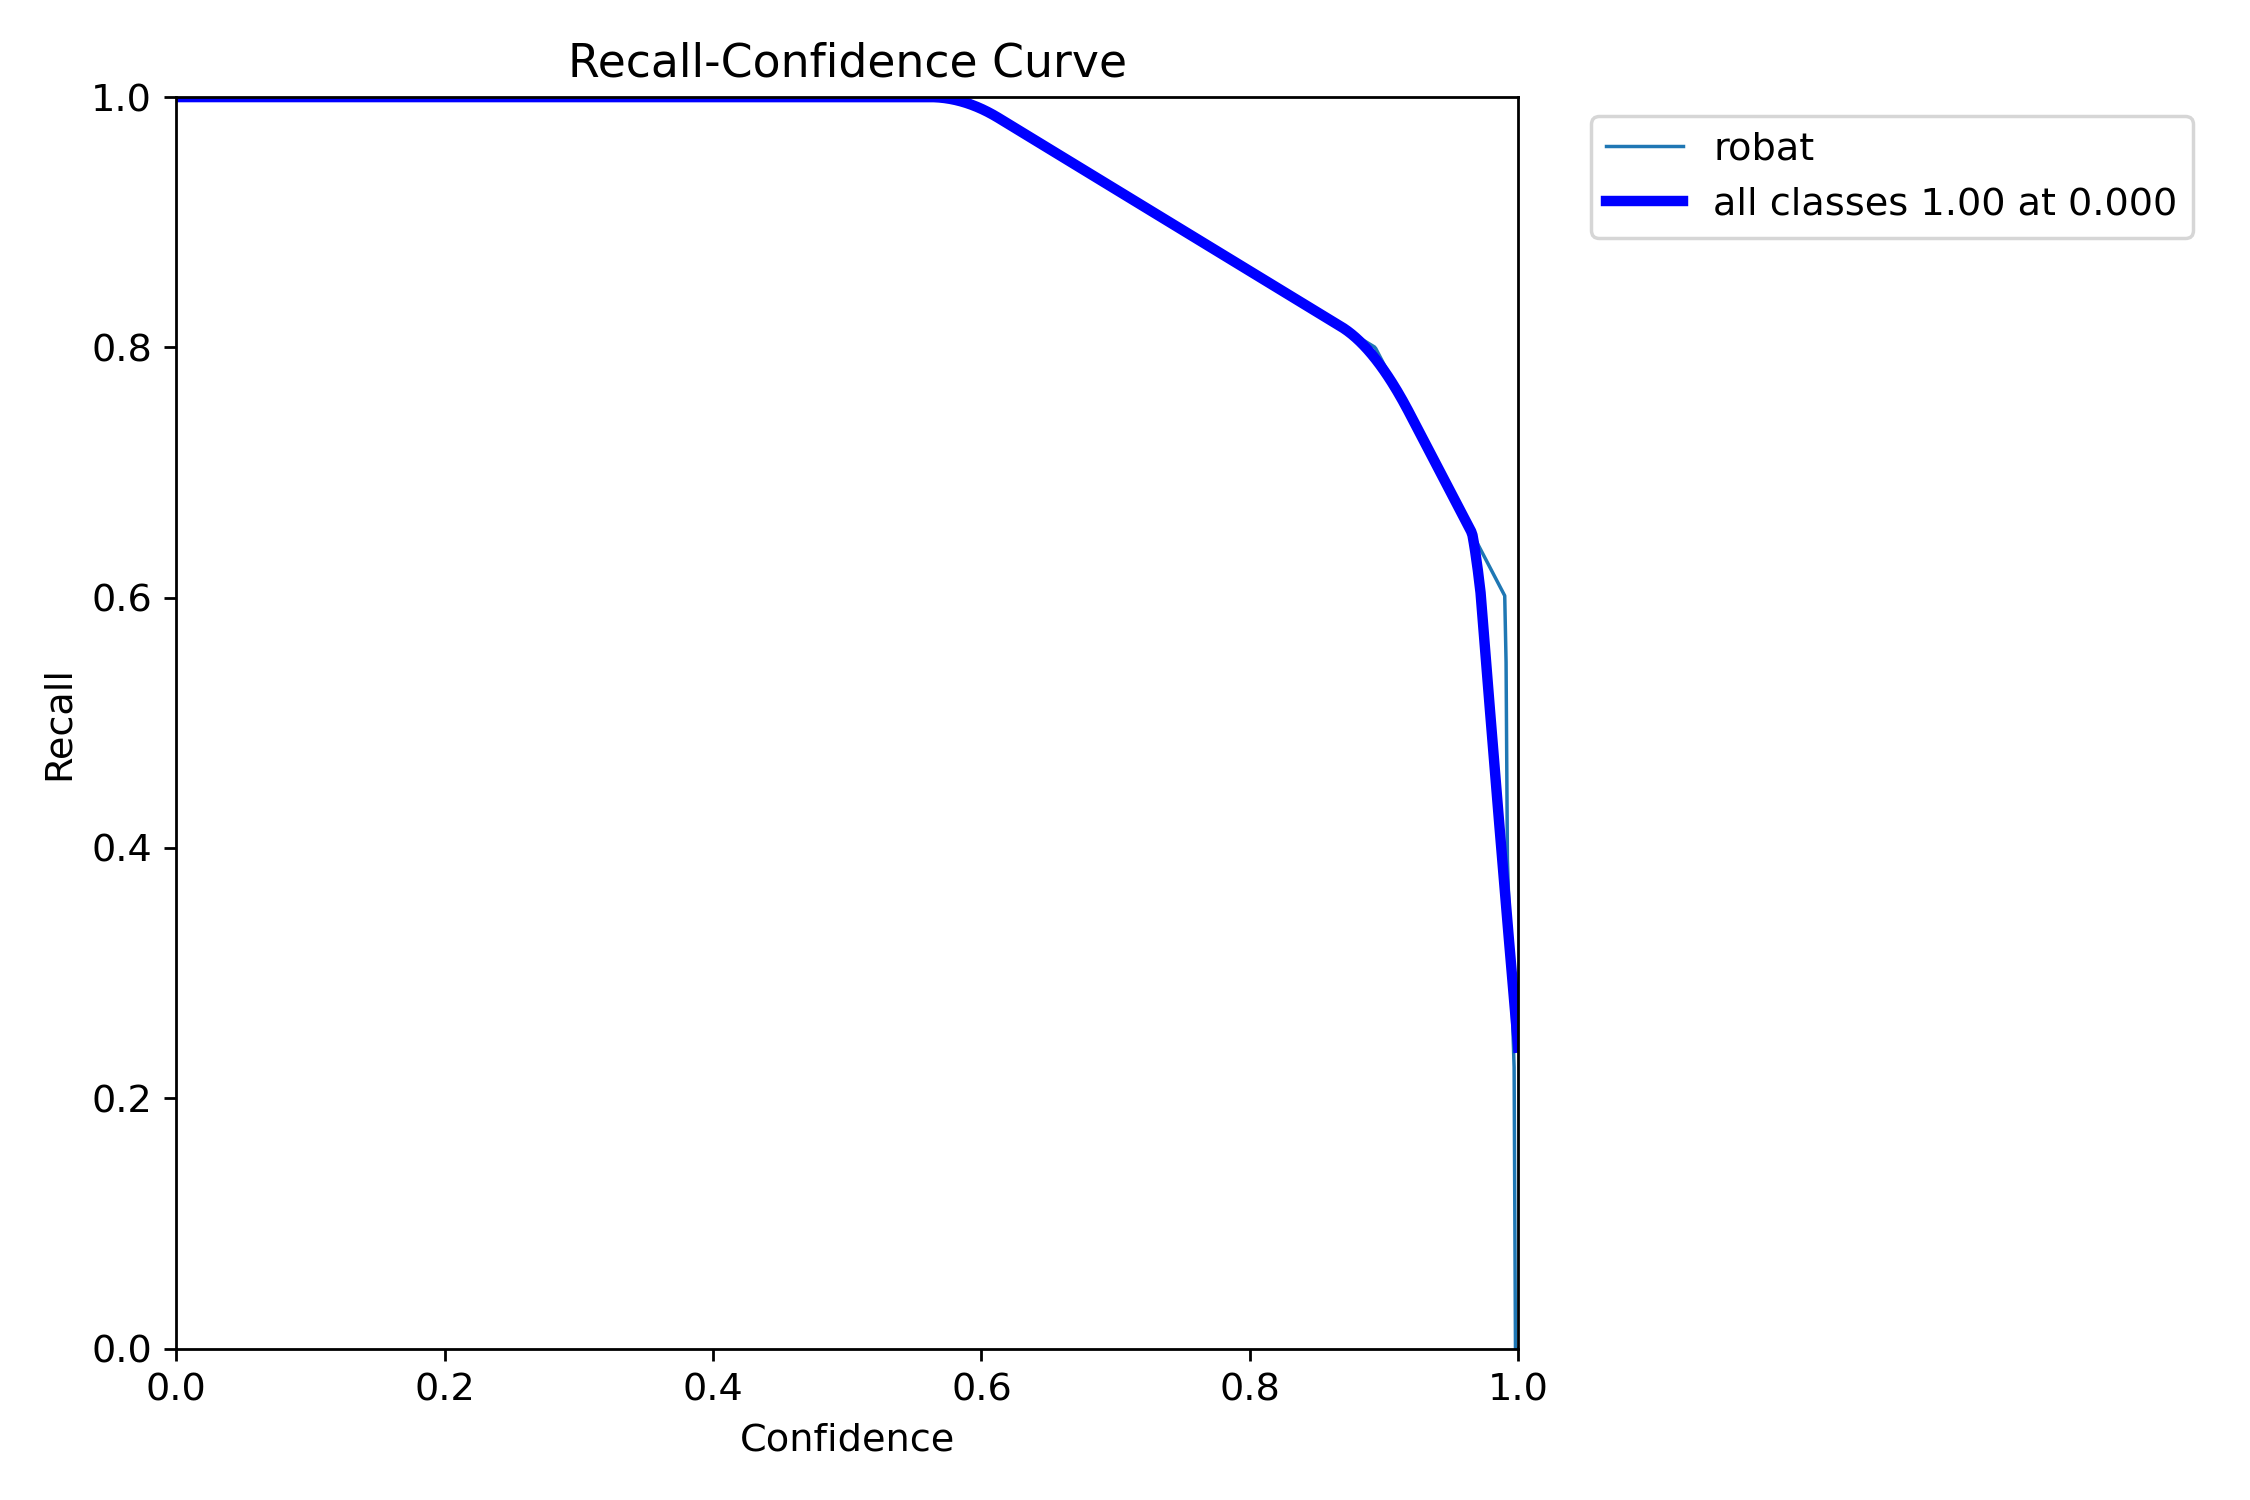 Recall-Confidence Curve
1.0
0.8
0.6
0.4
0.2
0.0
Recall
0.0 0.2 0.4 0.6 0.8 1.0
Confidence
robat
all classes 1.00 at 0.000